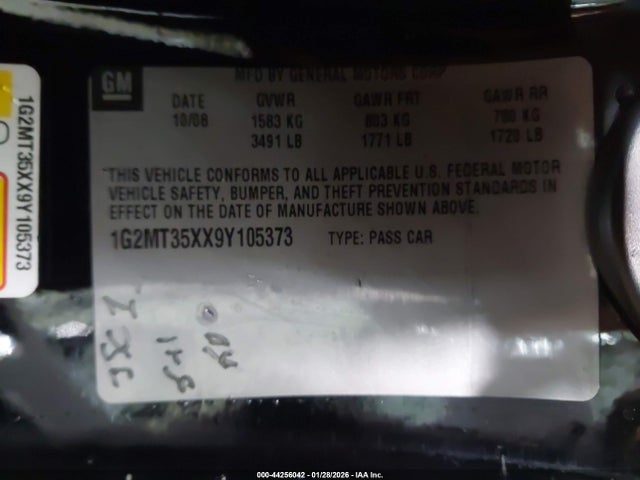 GM
MFD BY GENERAL MOTORS CORP
DATE GVWR GAWR FRT GAWR RR
10/08 1583 KG 803 KG 780 KG
3491 LB 1771 LB 1720 LB
THIS VEHICLE CONFORMS TO ALL APPLICABLE U.S. FEDERAL MOTOR
VEHICLE SAFETY, BUMPER, AND THEFT PREVENTION STANDARDS IN
EFFECT ON THE DATE OF MANUFACTURE SHOWN ABOVE.
1G2MT35XX9Y105373 TYPE: PASS CAR
1G2MT35XX9Y105373
000-44256042 - 01/28/2026 - IAA Inc.